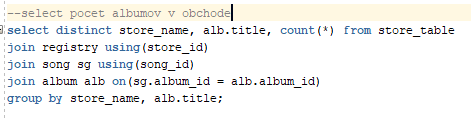 --select pocet albumov v obchode
select distinct store_name, alb.title, count(*) from store_table
join registry using(store_id)
join song sg using(song_id)
join album alb on(sg.album_id = alb.album_id)
group by store_name, alb.title;